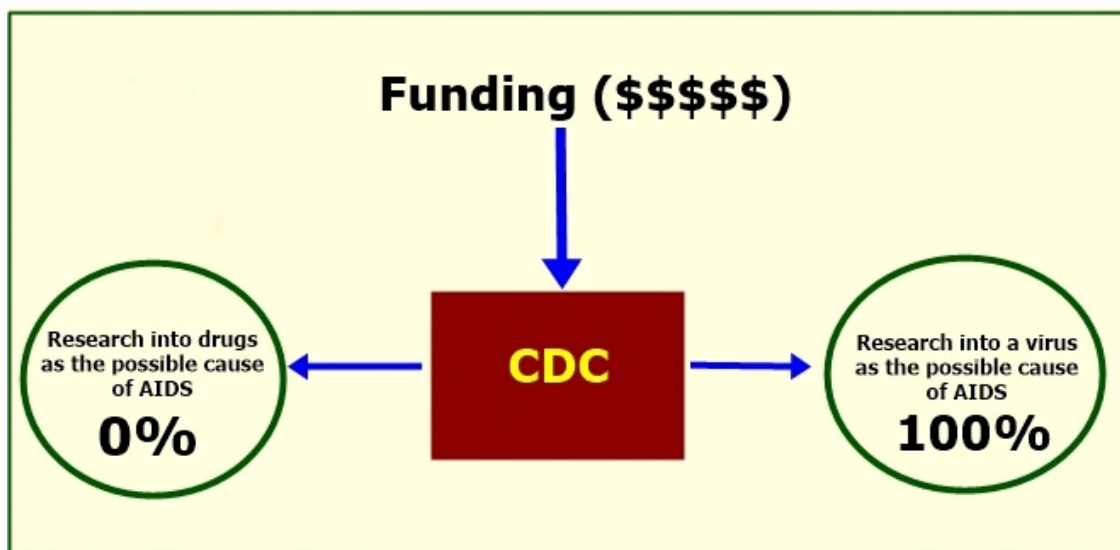 Funding ($$$$$)
Research into drugs
as the possible cause
of AIDS
0%
CDC
Research into a virus
as the possible cause
of AIDS
100%